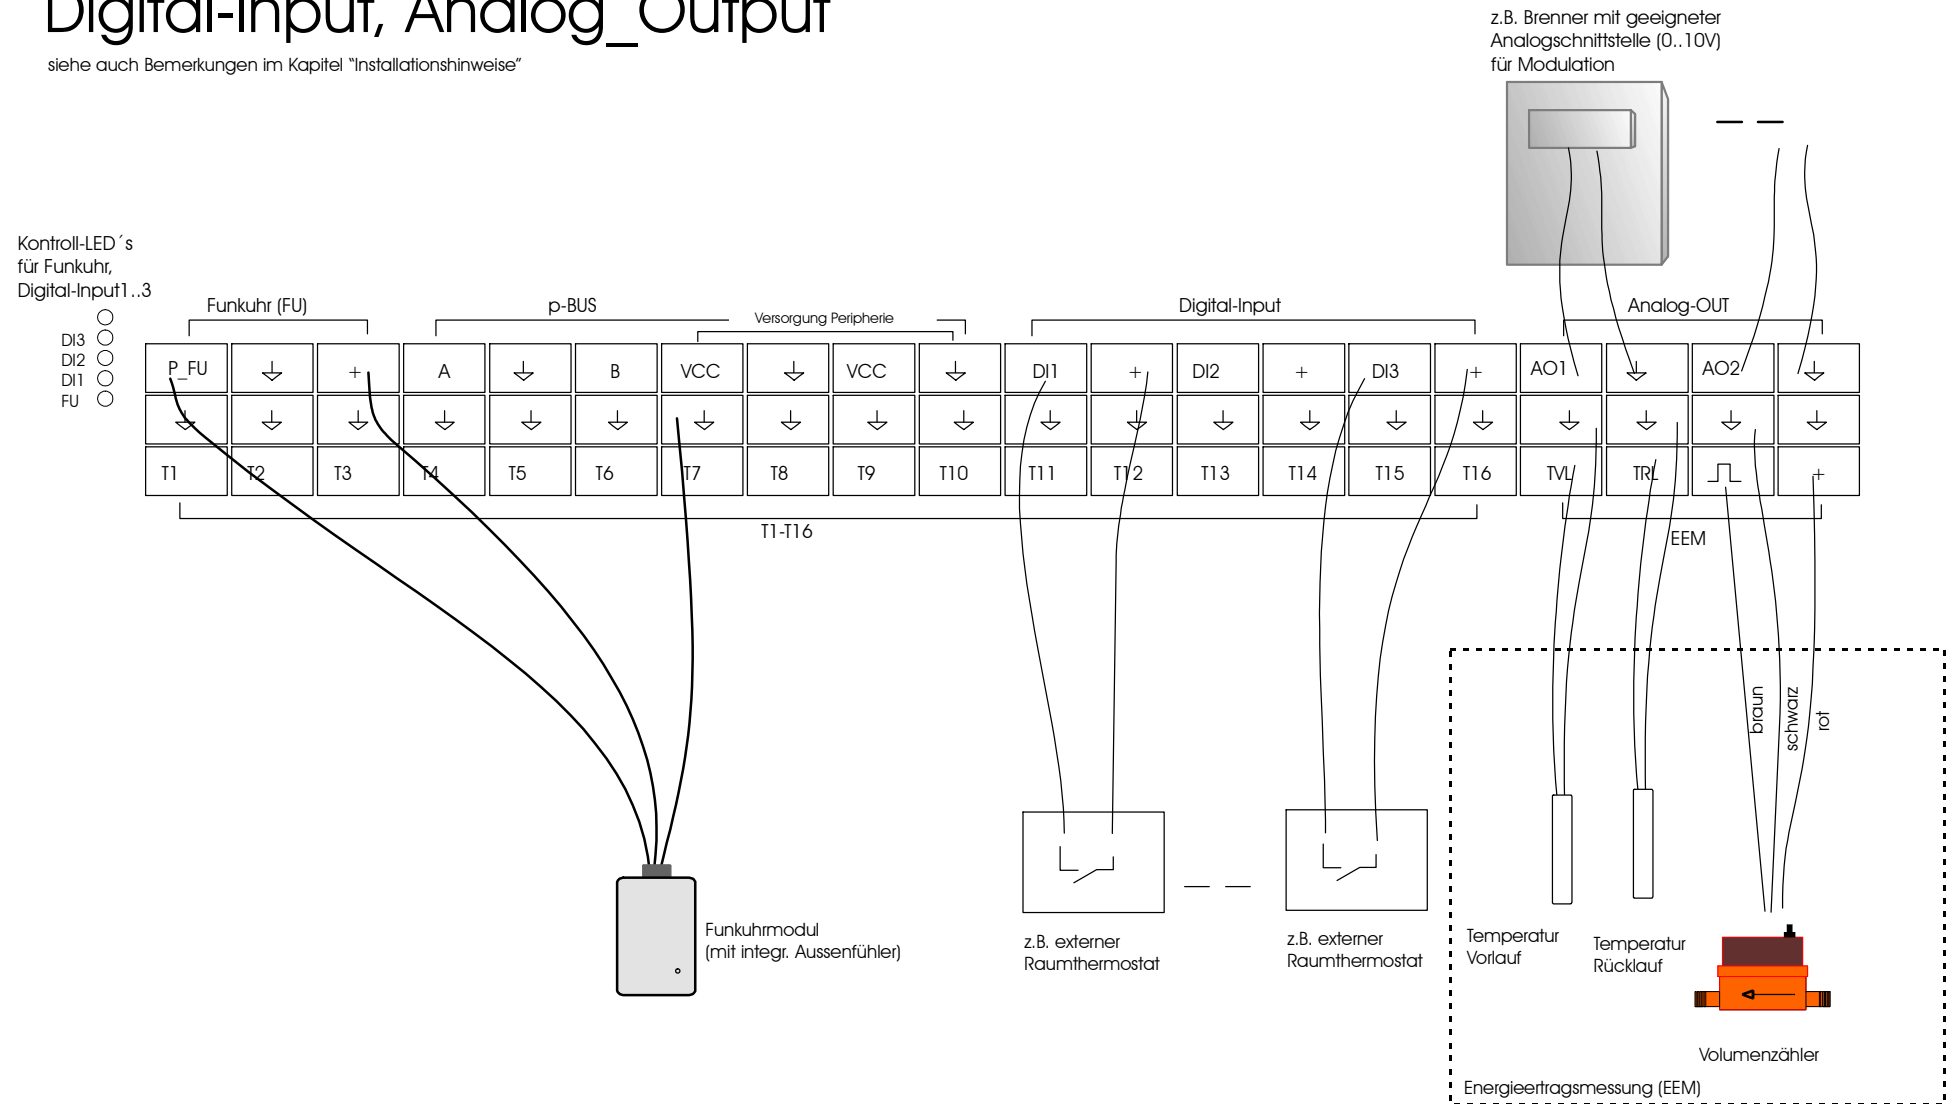 Digital-Input, Analog_Output
siehe auch Bemerkungen im Kapitel "Installationshinweise"
z.B. Brenner mit geeigneter
Analogschnittstelle (0..10V)
für Modulation
Kontroll-LED´s
für Funkuhr,
Digital-Input1..3
DI3
DI2
DI1
FU
Funkuhr (FU)
p-BUS
Versorgung Peripherie
Digital-Input
Analog-OUT
P_FU + A B VCC VCC DI1 + DI2 + DI3 + AO1 AO2
T1 T2 T3 T4 T5 T6 T7 T8 T9 T10 T11 T12 T13 T14 T15 T16 TVL TRL +
T1-T16
EEM
braun
schwarz
rot
Funkuhrmodul
(mit integr. Aussenfühler)
z.B. externer
Raumthermostat
z.B. externer
Raumthermostat
Temperatur
Vorlauf
Temperatur
Rücklauf
Volumenzähler
Energieertragsmessung (EEM)